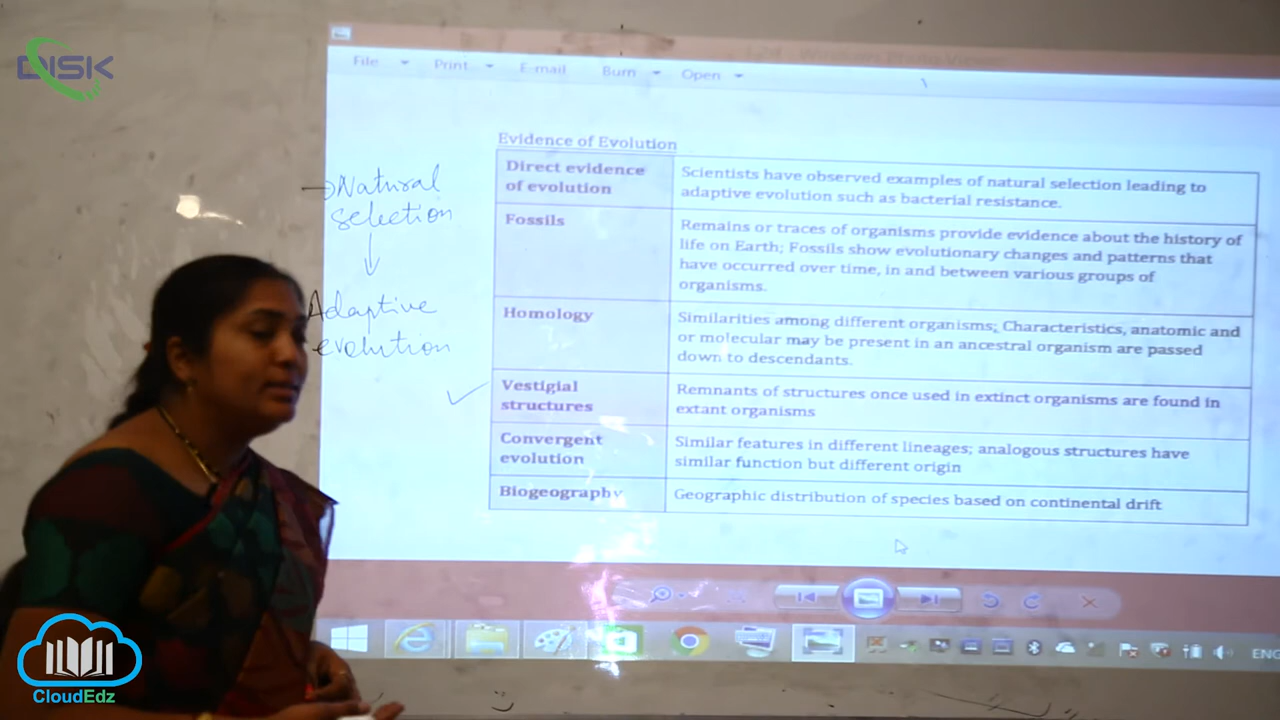 DISK
File Print E-mail Burn Open
Evidence of Evolution
Direct evidence of evolution
Scientists have observed examples of natural selection leading to
adaptive evolution such as bacterial resistance.
Fossils
Remains or traces of organisms provide evidence about the history of
life on Earth; Fossils show evolutionary changes and patterns that
have occurred over time, in and between various groups of
organisms.
Homology
Similarities among different organisms; Characteristics, anatomic and
or molecular may be present in an ancestral organism are passed
down to descendants.
Vestigial structures
Remnants of structures once used in extinct organisms are found in
extant organisms
Convergent evolution
Similar features in different lineages; analogous structures have
similar function but different origin
Biogeography
Geographic distribution of species based on continental drift
Natural
selection
Adaptive
evolution
ENG
CloudEdz